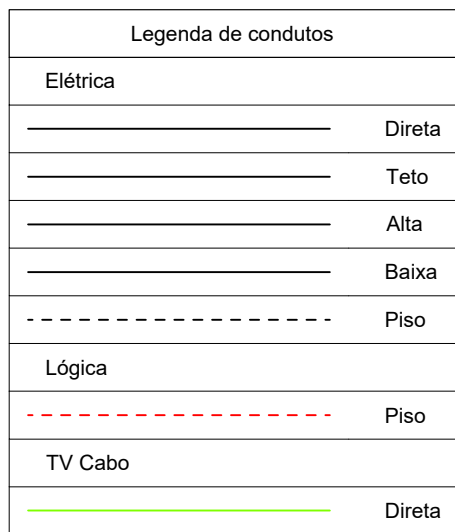 Legenda de condutos
Elétrica
Direta
Teto
Alta
Baixa
Piso
Lógica
Piso
TV Cabo
Direta